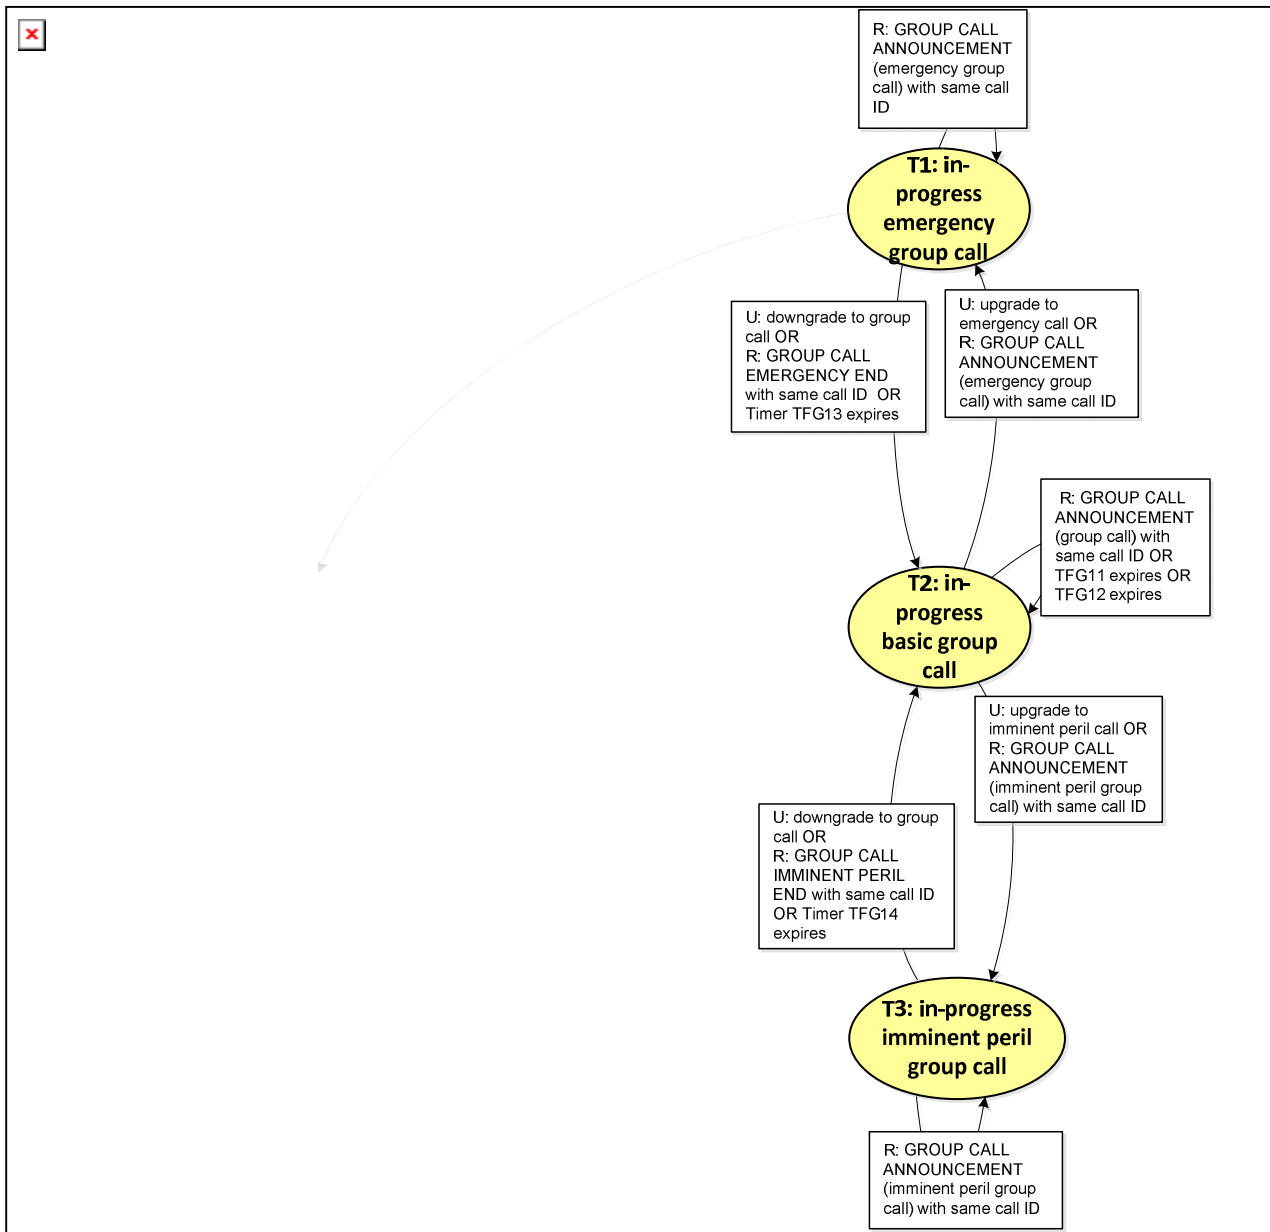 R: GROUP CALL
ANNOUNCEMENT
(emergency group
call) with same call
ID
T1: in-
progress
emergency
group call
U: downgrade to group
call OR
R: GROUP CALL
EMERGENCY END
with same call ID  OR
Timer TFG13 expires
U: upgrade to
emergency call OR
R: GROUP CALL
ANNOUNCEMENT
(emergency group
call) with same call ID
R: GROUP CALL
ANNOUNCEMENT
(group call) with
same call ID OR
TFG11 expires OR
TFG12 expires
T2: in-
progress
basic group
call
U: upgrade to
imminent peril call OR
R: GROUP CALL
ANNOUNCEMENT
(imminent peril group
call) with same call ID
U: downgrade to group
call OR
R: GROUP CALL
IMMINENT PERIL
END with same call ID
OR Timer TFG14
expires
T3: in-progress
imminent peril
group call
R: GROUP CALL
ANNOUNCEMENT
(imminent peril group
call) with same call ID